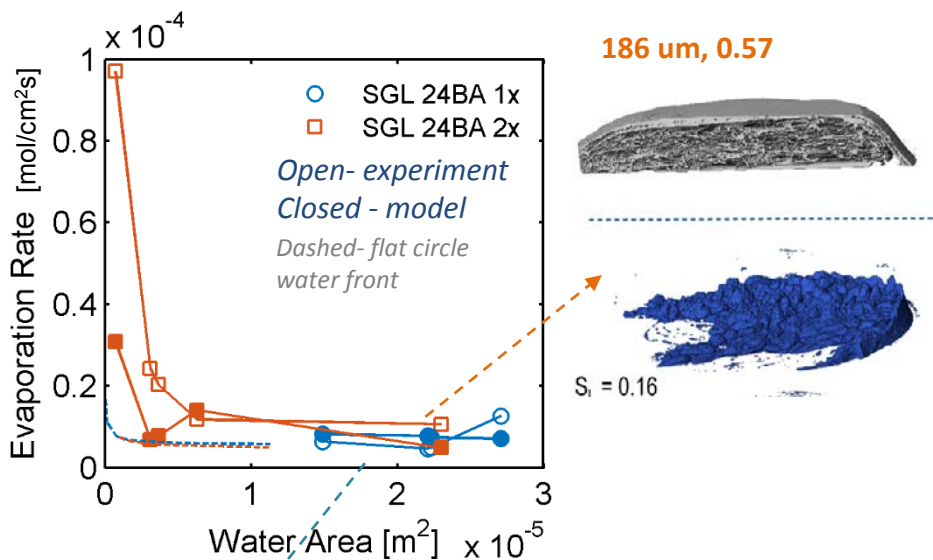 x 10⁻⁴
1
0.8
0.6
0.4
0.2
0
Evaporation Rate [mol/cm²s]
SGL 24BA 1x
SGL 24BA 2x
Open- experiment
Closed - model
Dashed- flat circle
water front
0 1 2 3
Water Area [m²] x 10⁻⁵
186 um, 0.57
S_L = 0.16